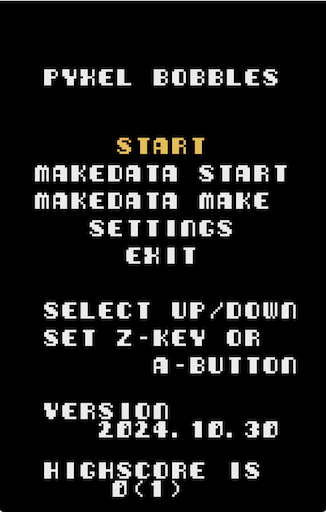 PYXEL BOBBLES
START
MAKEDATA START
MAKEDATA MAKE
SETTINGS
EXIT
SELECT UP/DOWN
SET Z-KEY OR
A-BUTTON
VERSION
2024.10.30
HIGHSCORE IS
0(1)